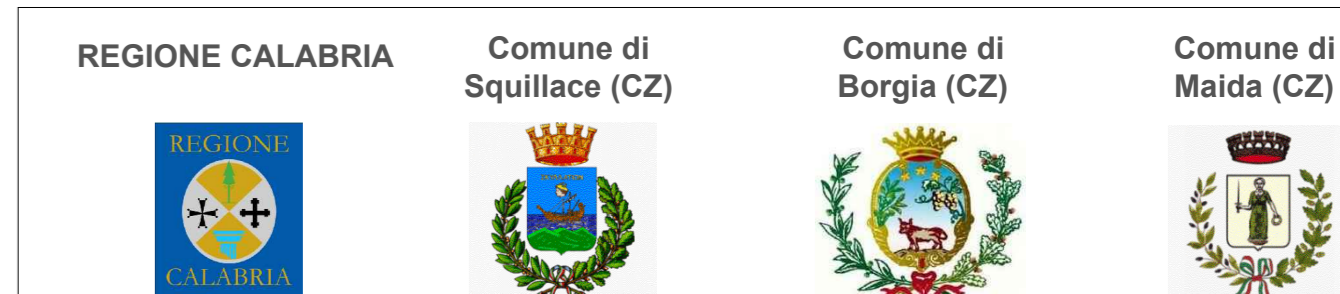 REGIONE CALABRIA
Comune di
Squillace (CZ)
Comune di
Borgia (CZ)
Comune di
Maida (CZ)
REGIONE
CALABRIA